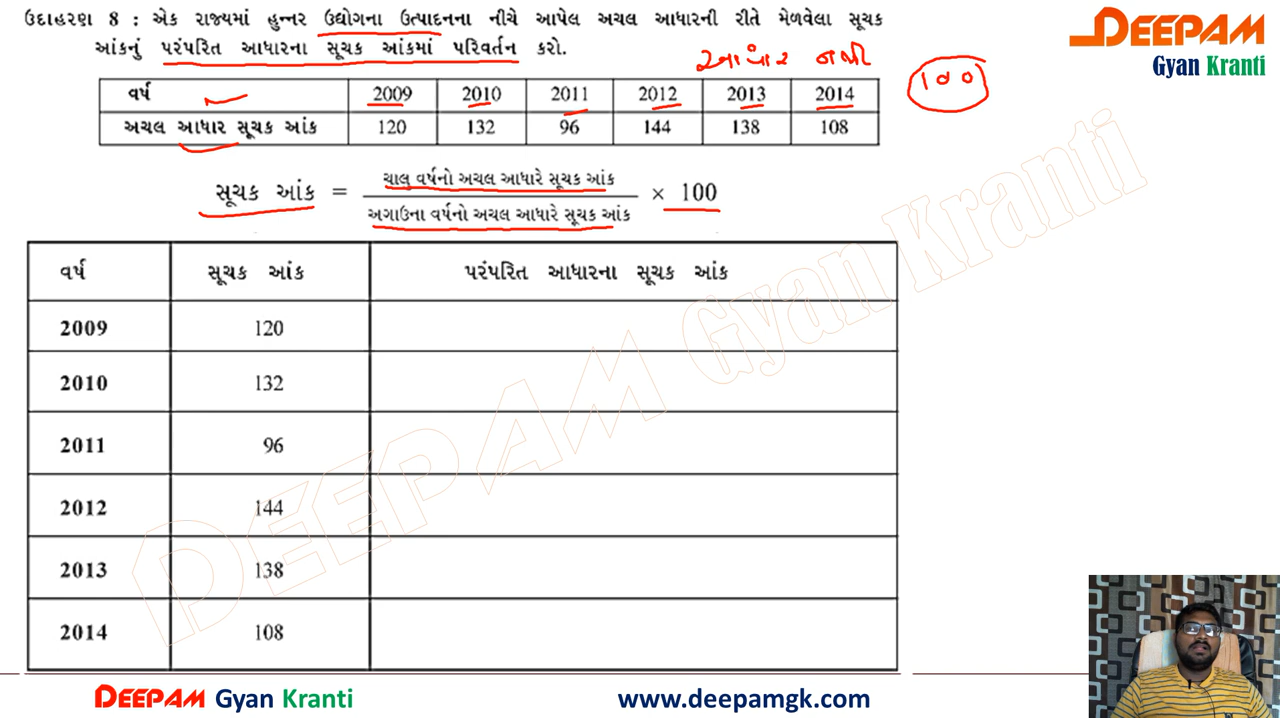 ઉદાહરણ 8 : એક રાજ્યમાં હુન્નર ઉદ્યોગના ઉત્પાદનના નીચે આપેલ અચલ આધારની રીતે મેળવેલા સૂચક
આંકનું પરંપરિત આધારના સૂચક આંકમાં પરિવર્તન કરો.
DEEPAM
Gyan Kranti
આધાર નથી
૧૦૦
વર્ષ 2009 2010 2011 2012 2013 2014
અચલ આધાર સૂચક આંક 120 132 96 144 138 108
સૂચક આંક = ચાલુ વર્ષનો અચલ આધારે સૂચક આંક × 100
અગાઉના વર્ષનો અચલ આધારે સૂચક આંક
વર્ષ સૂચક આંક પરંપરિત આધારના સૂચક આંક
2009 120
2010 132
2011 96
2012 144
2013 138
2014 108
DEEPAM Gyan Kranti
DEEPAM Gyan Kranti www.deepamgk.com